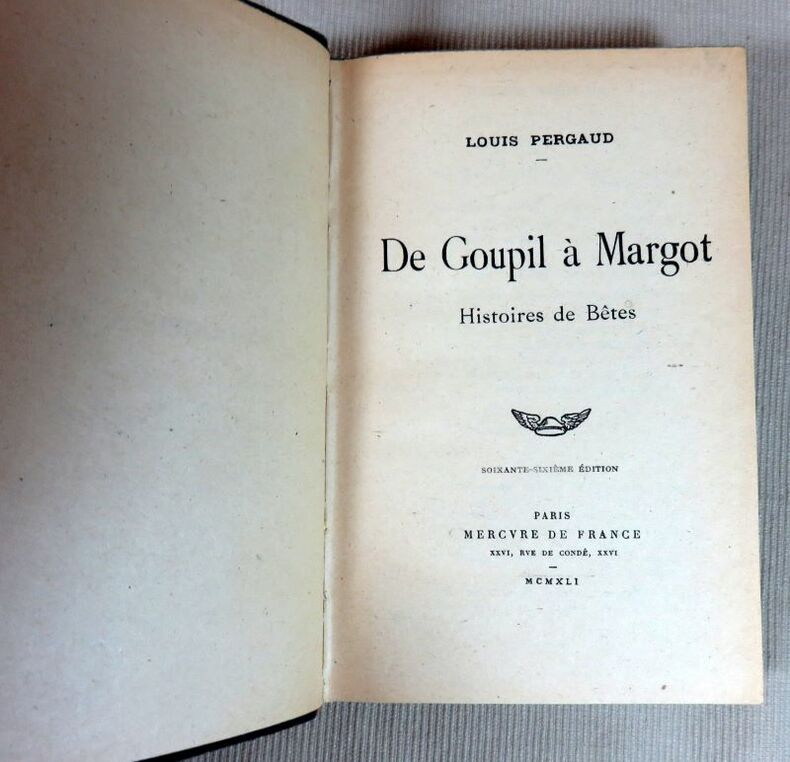 LOUIS PERGAUD
De Goupil à Margot
Histoires de Bêtes
SOIXANTE-SIXIÈME ÉDITION
PARIS
MERCVRE DE FRANCE
XXVI, RVE DE CONDÉ, XXVI
MCMXLI